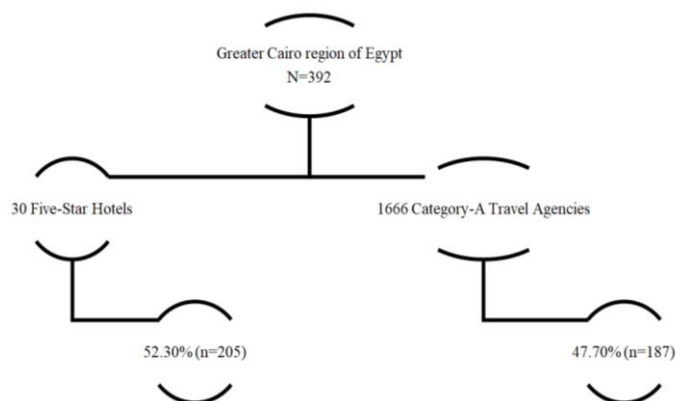 Greater Cairo region of Egypt
N=392
30 Five-Star Hotels
1666 Category-A Travel Agencies
52.30% (n=205)
47.70% (n=187)